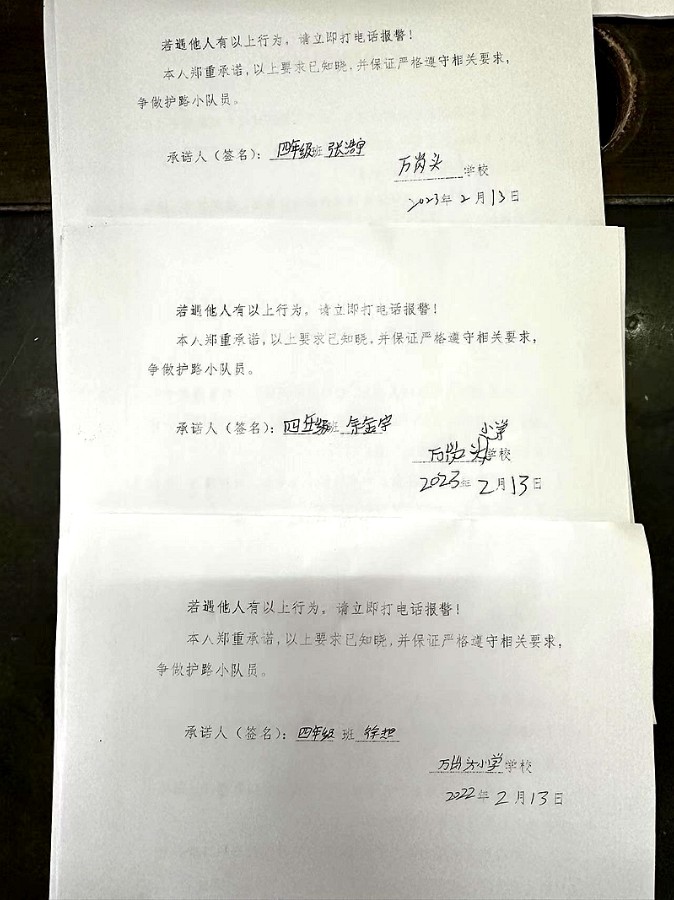 若遇他人有以上行为，请立即打电话报警！
本人郑重承诺，以上要求已知晓，并保证严格遵守相关要求，
争做护路小队员。
承诺人（签名）：四年级班 张浩宇
万岗头 学校
2023年2月13日
若遇他人有以上行为，请立即打电话报警！
本人郑重承诺，以上要求已知晓，并保证严格遵守相关要求，
争做护路小队员。
承诺人（签名）：四年级班 余金宇
小学
万岗头学校
2023年2月13日
若遇他人有以上行为，请立即打电话报警！
本人郑重承诺，以上要求已知晓，并保证严格遵守相关要求，
争做护路小队员。
承诺人（签名）：四年级 班 徐旭
万岗头小学学校
2022年2月13日